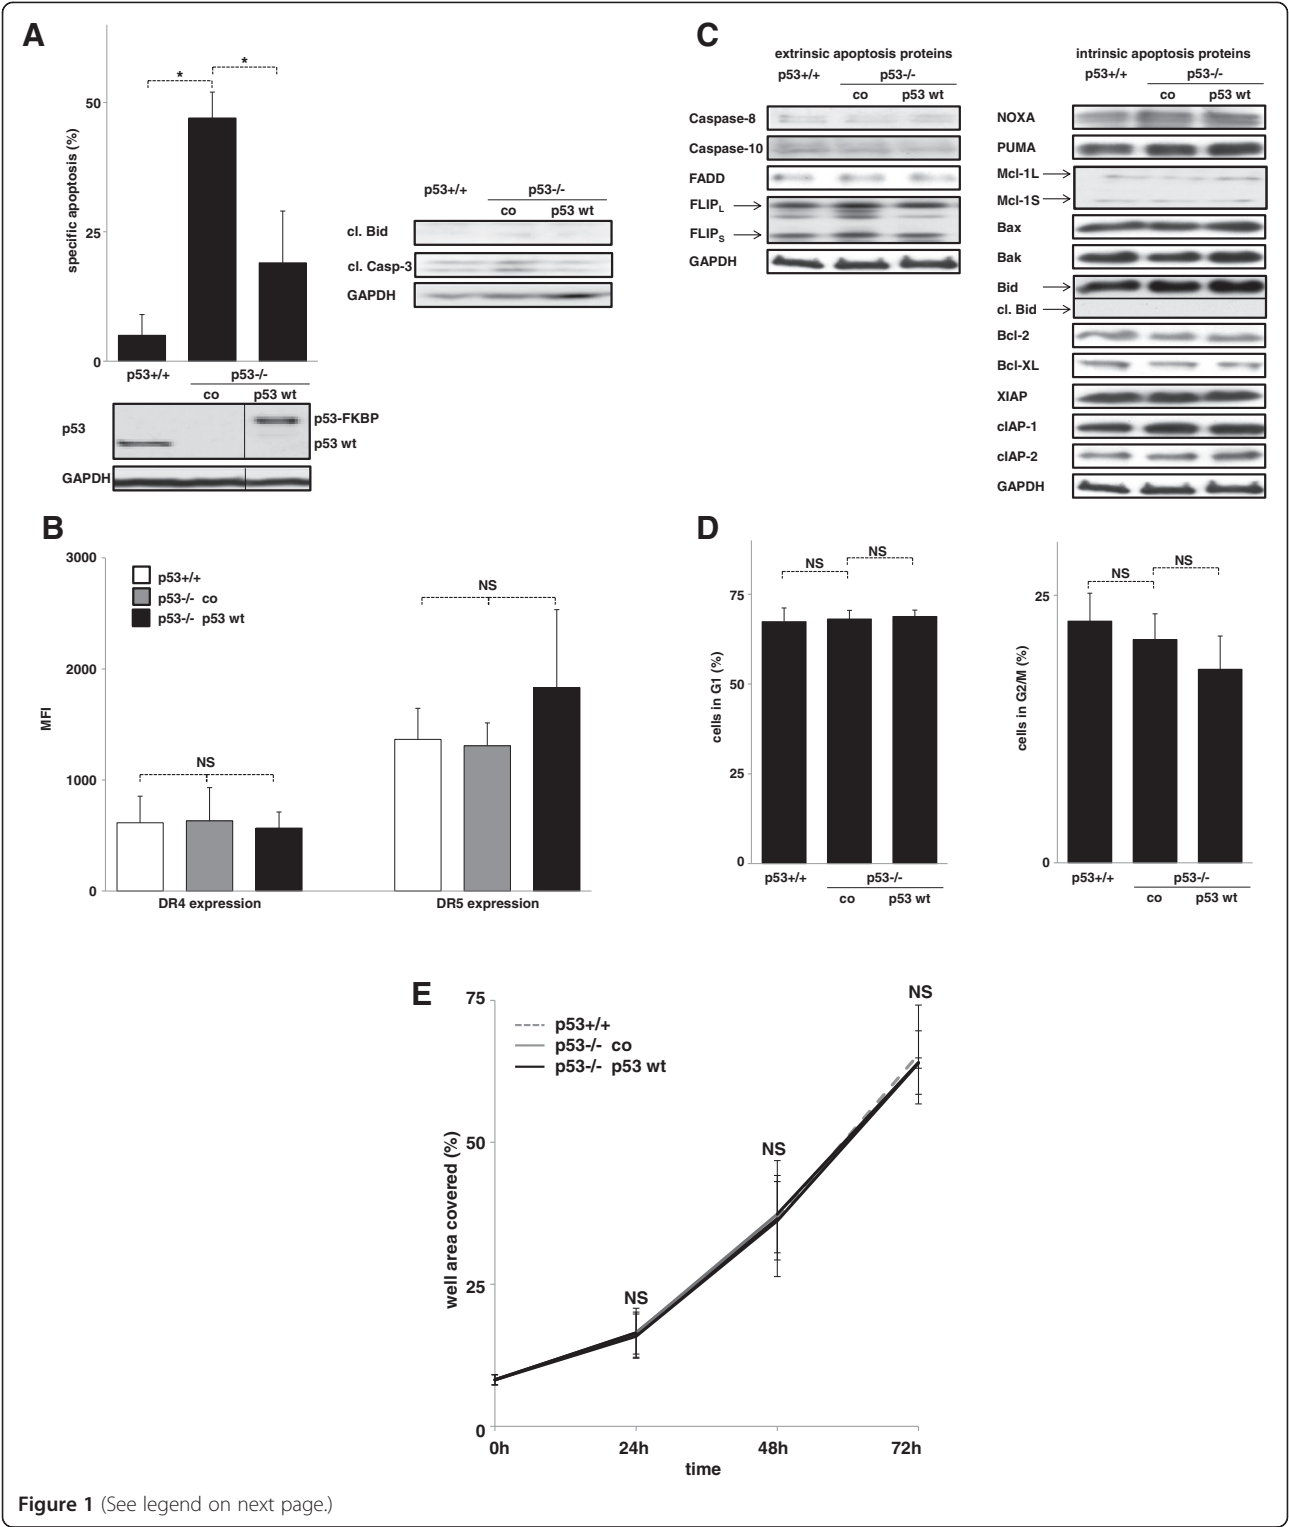 A
50
25
0
specific apoptosis (%)
*
*
p53+/+
p53-/-
co
p53 wt
p53
p53-FKBP
p53 wt
GAPDH
p53+/+
p53-/-
co
p53 wt
cl. Bid
cl. Casp-3
GAPDH
C
extrinsic apoptosis proteins
p53+/+
p53-/-
co
p53 wt
Caspase-8
Caspase-10
FADD
FLIPL
FLIPS
GAPDH
intrinsic apoptosis proteins
p53+/+
p53-/-
co
p53 wt
NOXA
PUMA
Mcl-1L
Mcl-1S
Bax
Bak
Bid
cl. Bid
Bcl-2
Bcl-XL
XIAP
cIAP-1
cIAP-2
GAPDH
B
3000
2000
1000
0
MFI
p53+/+
p53-/- co
p53-/- p53 wt
NS
NS
DR4 expression
DR5 expression
D
75
50
25
0
cells in G1 (%)
NS
NS
p53+/+
p53-/-
co
p53 wt
25
0
cells in G2/M (%)
NS
NS
p53+/+
p53-/-
co
p53 wt
E
75
50
25
0
well area covered (%)
p53+/+
p53-/- co
p53-/- p53 wt
NS
NS
NS
0h
24h
48h
72h
time
Figure 1 (See legend on next page.)